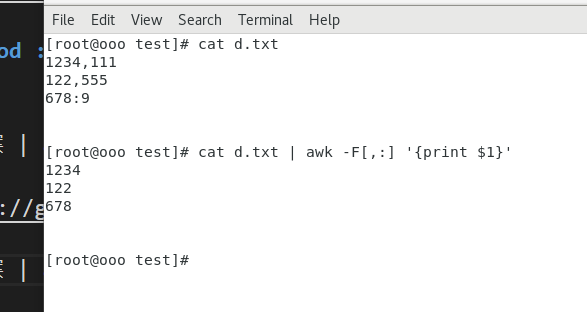 File Edit View Search Terminal Help
[root@ooo test]# cat d.txt
1234,111
122,555
678:9
[root@ooo test]# cat d.txt | awk -F[,:] '{print $1}'
1234
122
678
[root@ooo test]#
od :
|
://g
|